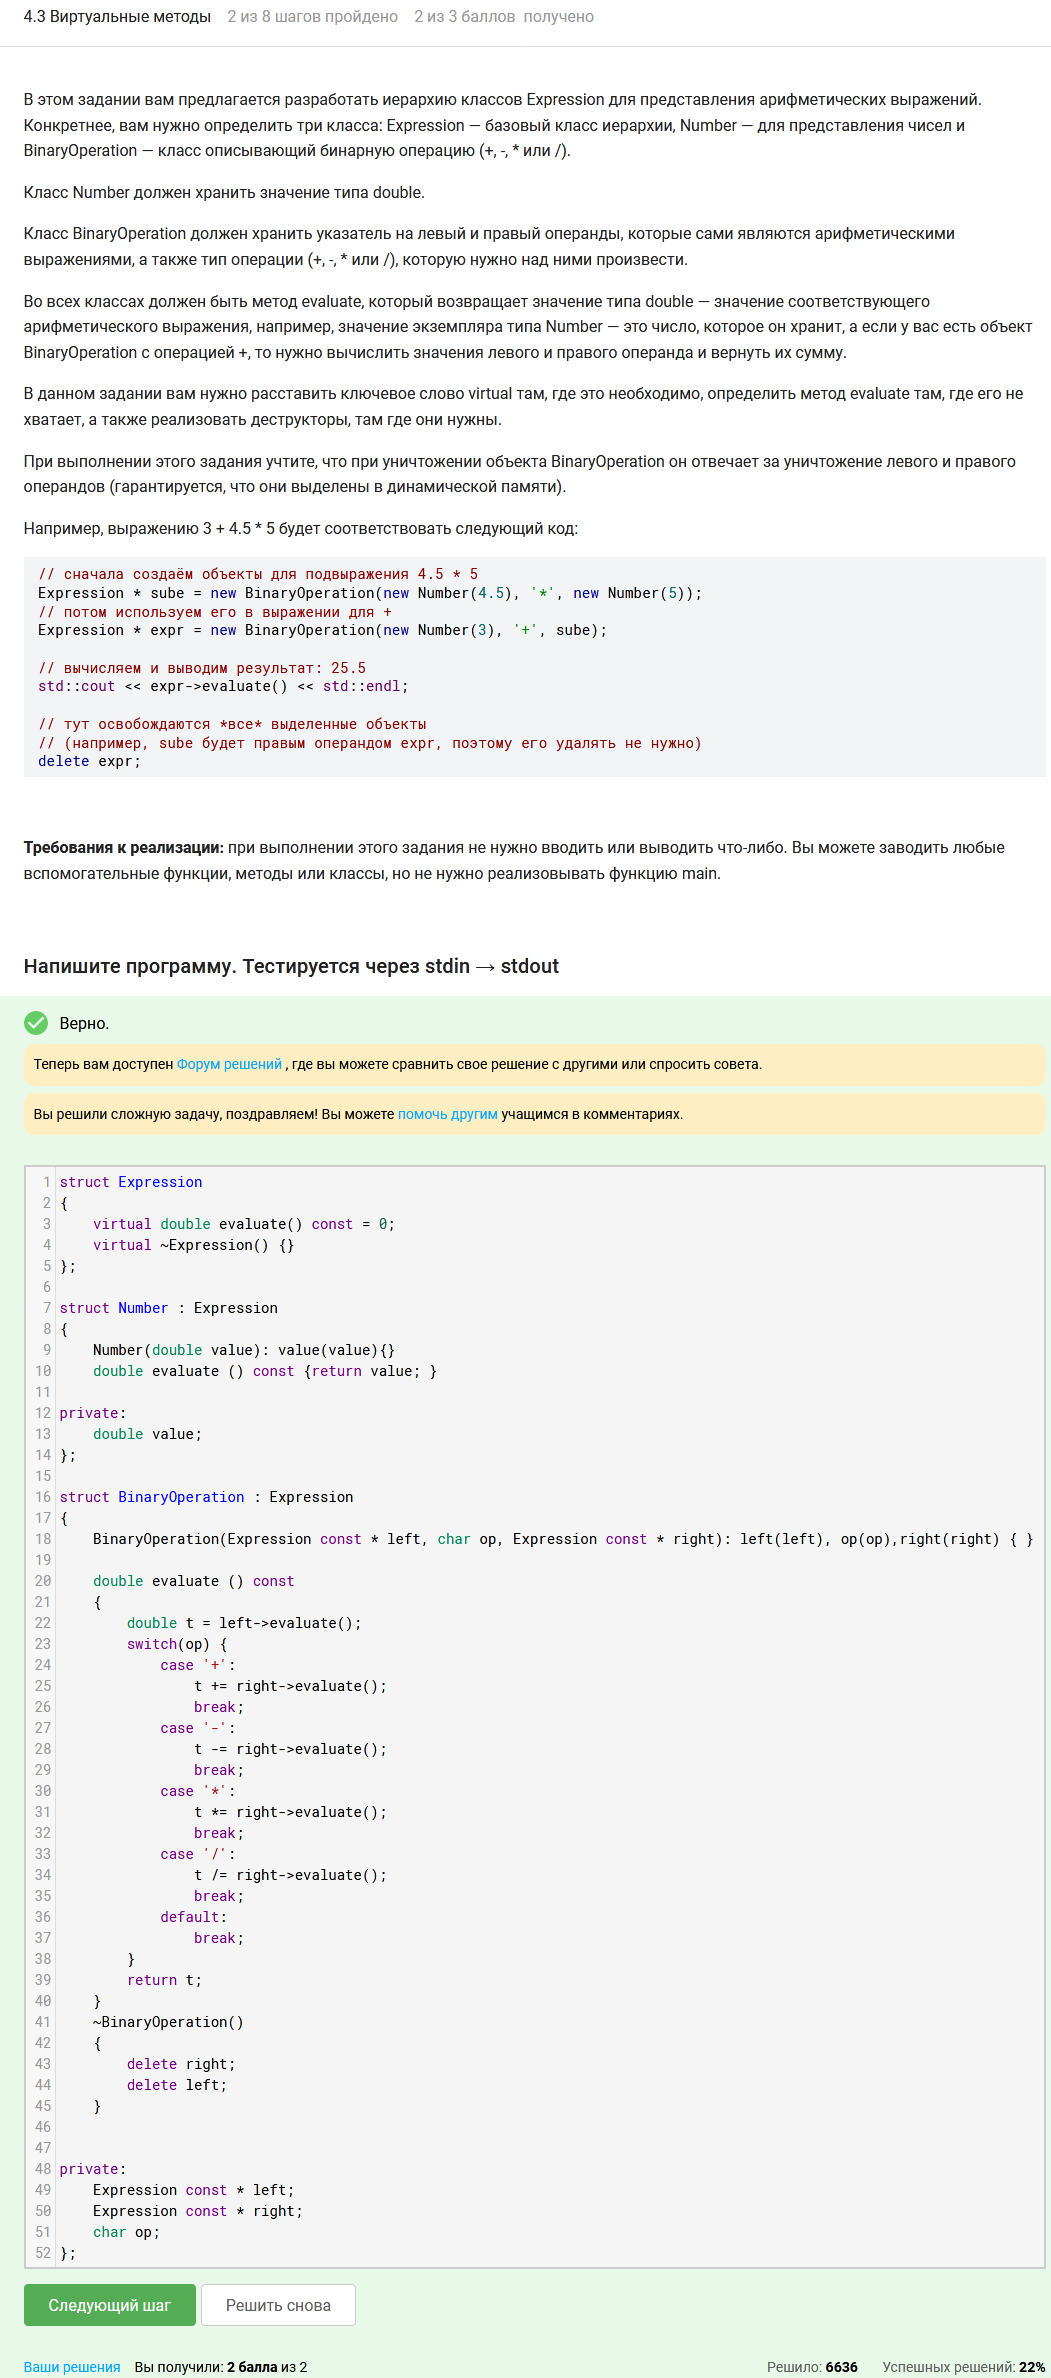 4.3 Виртуальные методы 2 из 8 шагов пройдено 2 из 3 баллов получено
В этом задании вам предлагается разработать иерархию классов Expression для представления арифметических выражений.
Конкретнее, вам нужно определить три класса: Expression — базовый класс иерархии, Number — для представления чисел и
BinaryOperation — класс описывающий бинарную операцию (+, -, * или /).
Класс Number должен хранить значение типа double.
Класс BinaryOperation должен хранить указатель на левый и правый операнды, которые сами являются арифметическими
выражениями, а также тип операции (+, -, * или /), которую нужно над ними произвести.
Во всех классах должен быть метод evaluate, который возвращает значение типа double — значение соответствующего
арифметического выражения, например, значение экземпляра типа Number — это число, которое он хранит, а если у вас есть объект
BinaryOperation с операцией +, то нужно вычислить значения левого и правого операнда и вернуть их сумму.
В данном задании вам нужно расставить ключевое слово virtual там, где это необходимо, определить метод evaluate там, где его не
хватает, а также реализовать деструкторы, там где они нужны.
При выполнении этого задания учтите, что при уничтожении объекта BinaryOperation он отвечает за уничтожение левого и правого
операндов (гарантируется, что они выделены в динамической памяти).
Например, выражению 3 + 4.5 * 5 будет соответствовать следующий код:
// сначала создаём объекты для подвыражения 4.5 * 5
Expression * sube = new BinaryOperation(new Number(4.5), '*', new Number(5));
// потом используем его в выражении для +
Expression * expr = new BinaryOperation(new Number(3), '+', sube);
// вычисляем и выводим результат: 25.5
std::cout << expr->evaluate() << std::endl;
// тут освобождаются *все* выделенные объекты
// (например, sube будет правым операндом expr, поэтому его удалять не нужно)
delete expr;
Требования к реализации: при выполнении этого задания не нужно вводить или выводить что-либо. Вы можете заводить любые
вспомогательные функции, методы или классы, но не нужно реализовывать функцию main.
Напишите программу. Тестируется через stdin → stdout
Верно.
Теперь вам доступен Форум решений , где вы можете сравнить свое решение с другими или спросить совета.
Вы решили сложную задачу, поздравляем! Вы можете помочь другим учащимся в комментариях.
1 struct Expression
2 {
3     virtual double evaluate() const = 0;
4     virtual ~Expression() {}
5 };
6
7 struct Number : Expression
8 {
9     Number(double value): value(value){}
10     double evaluate () const {return value; }
11
12 private:
13     double value;
14 };
15
16 struct BinaryOperation : Expression
17 {
18     BinaryOperation(Expression const * left, char op, Expression const * right): left(left), op(op),right(right) { }
19
20     double evaluate () const
21     {
22         double t = left->evaluate();
23         switch(op) {
24             case '+':
25                 t += right->evaluate();
26                 break;
27             case '-':
28                 t -= right->evaluate();
29                 break;
30             case '*':
31                 t *= right->evaluate();
32                 break;
33             case '/':
34                 t /= right->evaluate();
35                 break;
36             default:
37                 break;
38         }
39         return t;
40     }
41     ~BinaryOperation()
42     {
43         delete right;
44         delete left;
45     }
46
47
48 private:
49     Expression const * left;
50     Expression const * right;
51     char op;
52 };
Следующий шаг Решить снова
Ваши решения Вы получили: 2 балла из 2 Решило: 6636 Успешных решений: 22%